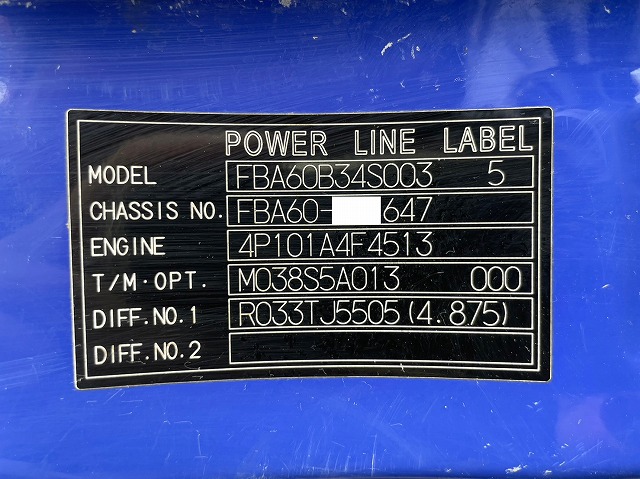 POWER LINE LABEL
MODEL FBA60B34S003 5
CHASSIS NO. FBA60- 647
ENGINE 4P101A4F4513
T/M·OPT. M038S5A013 000
DIFF.NO.1 R033TJ5505(4.875)
DIFF.NO.2